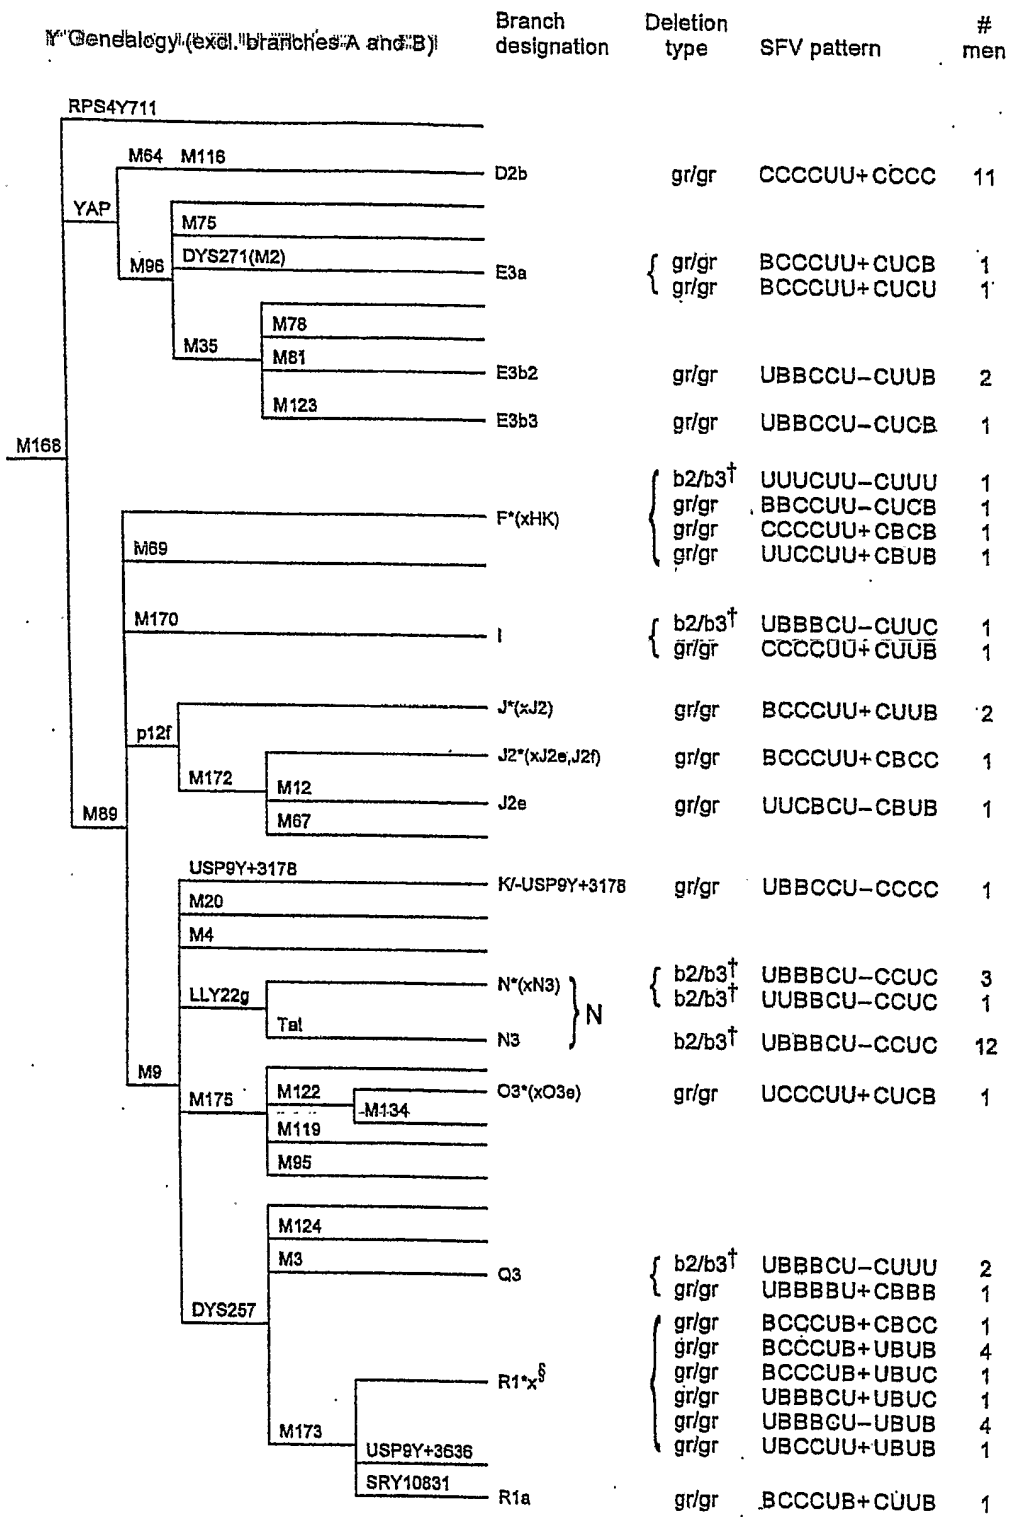 Y Genealogy (excl. branches A and B)
Branch designation
Deletion type
SFV pattern
# men
RPS4Y711
M64 M116
D2b gr/gr CCCCUU+CCCC 11
YAP
M75
DYS271(M2)
M96
E3a { gr/gr BCCCUU+CUCB 1
gr/gr BCCCUU+CUCU 1
M78
M35
M81
E3b2 gr/gr UBBCCU–CUUB 2
M123
E3b3 gr/gr UBBCCU–CUCB 1
M168
b2/b3† UUUCUU–CUUU 1
F*(xHK) { gr/gr BBCCUU–CUCB 1
gr/gr CCCCUU+CBCB 1
gr/gr UUCCUU+CBUB 1
M69
M170
I { b2/b3† UBBBCU–CUUC 1
gr/gr CCCCUU+CUUB 1
J*(xJ2) gr/gr BCCCUU+CUUB 2
p12f
J2*(xJ2e,J2f) gr/gr BCCCUU+CBCC 1
M172
M12
J2e gr/gr UUCBCU–CBUB 1
M89
M67
USP9Y+3178
K/-USP9Y+3178 gr/gr UBBCCU–CCCC 1
M20
M4
N*(xN3) { b2/b3† UBBBCU–CCUC 3
b2/b3† UUBBCU–CCUC 1
LLY22g
} N
Tat
N3 b2/b3† UBBBCU–CCUC 12
M9
M175
M122
O3*(xO3e) gr/gr UCCCUU+CUCB 1
M134
M119
M95
M124
M3
Q3 { b2/b3† UBBBCU–CUUU 2
gr/gr UBBBBU+CBBB 1
DYS257
gr/gr BCCCUB+CBCC 1
gr/gr BCCCUB+UBUB 4
R1*x§ { gr/gr BCCCUB+UBUC 1
gr/gr UBBBCU+UBUC 1
gr/gr UBBBCU–UBUB 4
gr/gr UBCCUU+UBUB 1
M173
USP9Y+3636
SRY10831
R1a gr/gr BCCCUB+CUUB 1